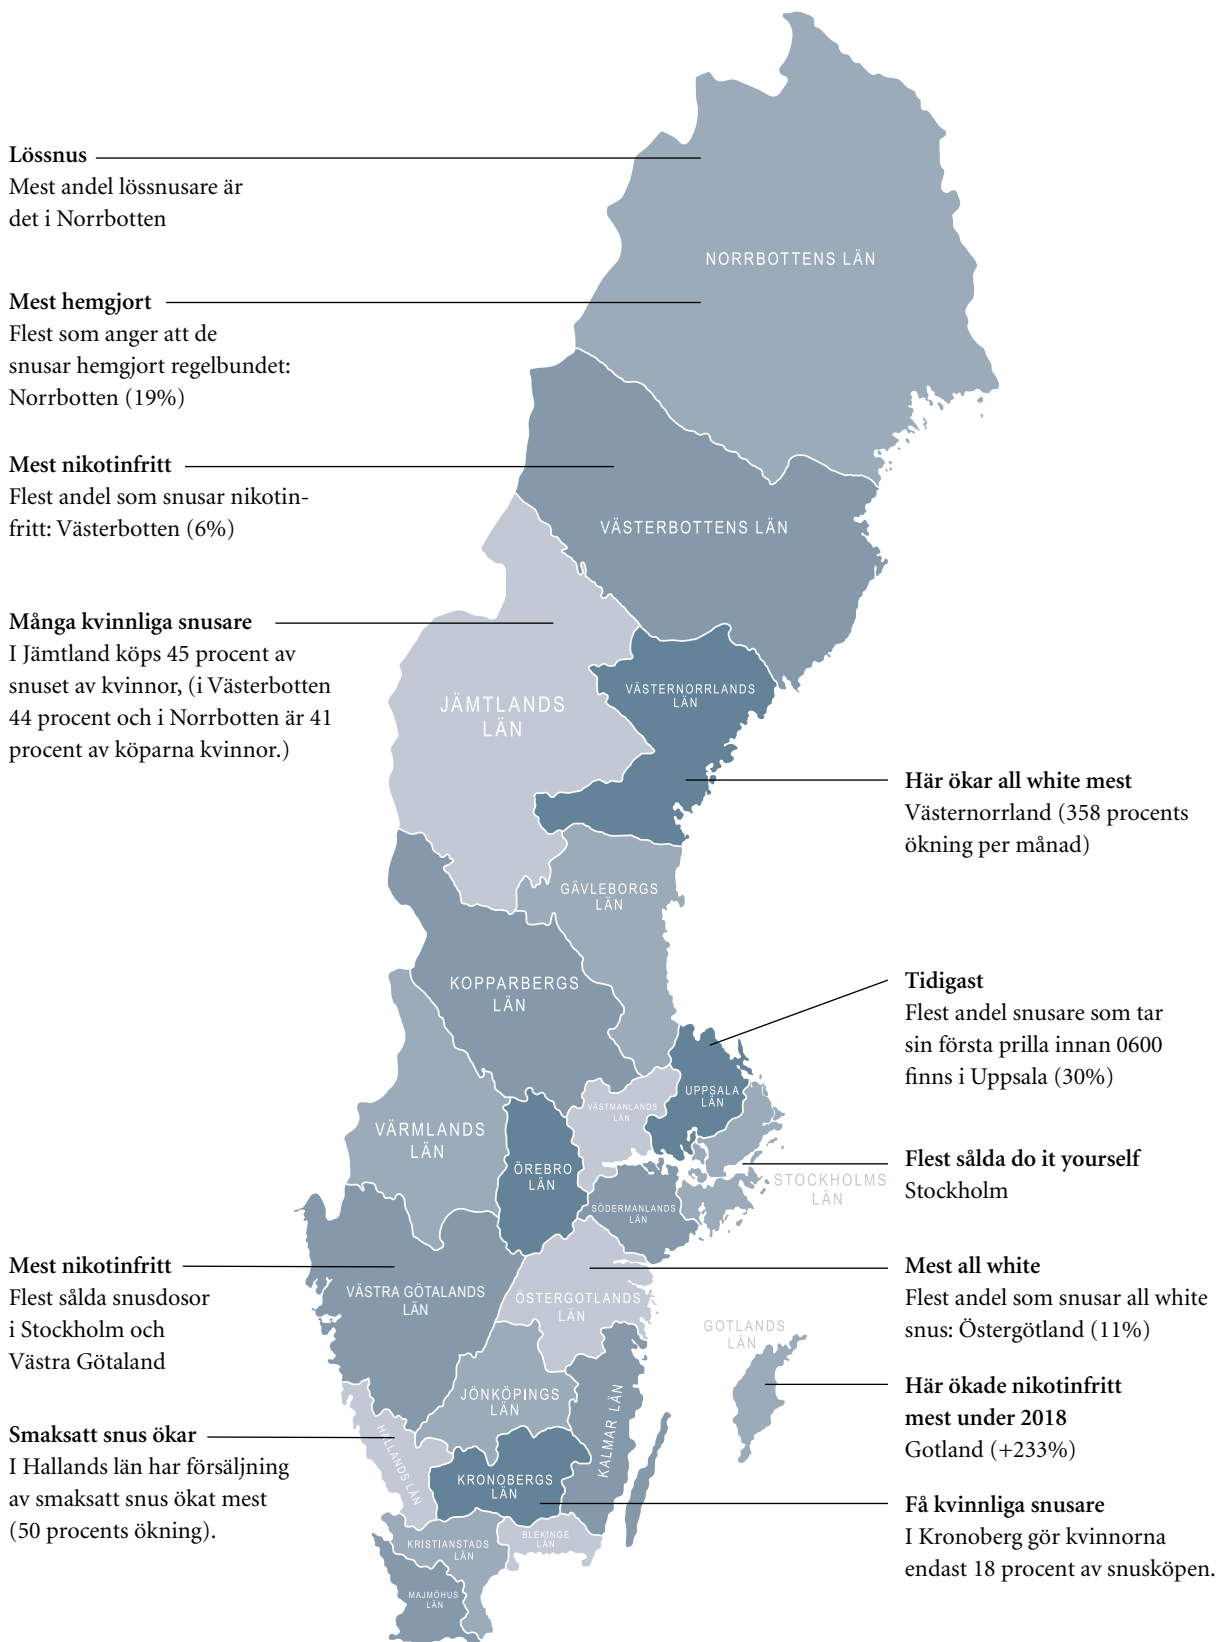 Lössnus
Mest andel lössnusare är
det i Norrbotten
Mest hemgjort
Flest som anger att de
snusar hemgjort regelbundet:
Norrbotten (19%)
Mest nikotinfritt
Flest andel som snusar nikotin-
fritt: Västerbotten (6%)
Många kvinnliga snusare
I Jämtland köps 45 procent av
snuset av kvinnor, (i Västerbotten
44 procent och i Norrbotten är 41
procent av köparna kvinnor.)
Mest nikotinfritt
Flest sålda snusdosor
i Stockholm och
Västra Götaland
Smaksatt snus ökar
I Hallands län har försäljning
av smaksatt snus ökat mest
(50 procents ökning).
NORRBOTTENS LÄN
VÄSTERBOTTENS LÄN
JÄMTLANDS
LÄN
VÄSTERNORRLANDS
LÄN
GÄVLEBORGS
LÄN
KOPPARBERGS
LÄN
UPPSALA
LÄN
VÄSTMANLANDS
LÄN
VÄRMLANDS
LÄN
ÖREBRO
LÄN
STOCKHOLMS
LÄN
SÖDERMANLANDS
LÄN
VÄSTRA GÖTALANDS
LÄN
ÖSTERGOTLANDS
LÄN
GOTLANDS
LÄN
JÖNKÖPINGS
LÄN
KALMAR LÄN
HALLANDS LÄN
KRONOBERGS
LÄN
BLEKINGE
LÄN
KRISTIANSTADS
LÄN
MAJMÖHUS
LÄN
Här ökar all white mest
Västernorrland (358 procents
ökning per månad)
Tidigast
Flest andel snusare som tar
sin första prilla innan 0600
finns i Uppsala (30%)
Flest sålda do it yourself
Stockholm
Mest all white
Flest andel som snusar all white
snus: Östergötland (11%)
Här ökade nikotinfritt
mest under 2018
Gotland (+233%)
Få kvinnliga snusare
I Kronoberg gör kvinnorna
endast 18 procent av snusköpen.